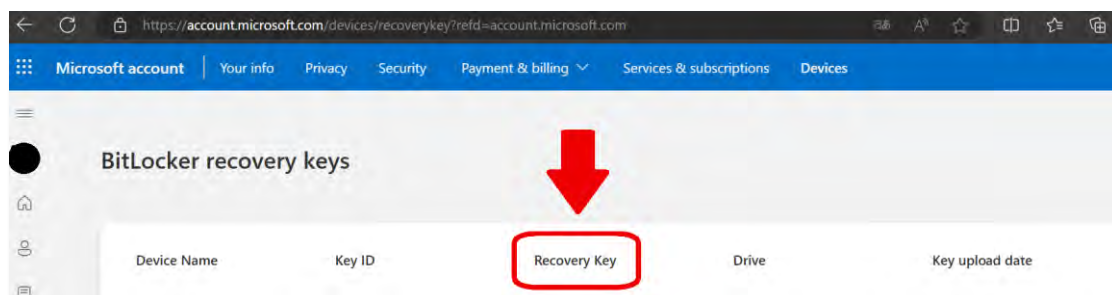 https://account.microsoft.com/devices/recoverykey?refd=account.microsoft.com
Microsoft account Your info Privacy Security Payment & billing Services & subscriptions Devices
BitLocker recovery keys
Device Name Key ID Recovery Key Drive Key upload date